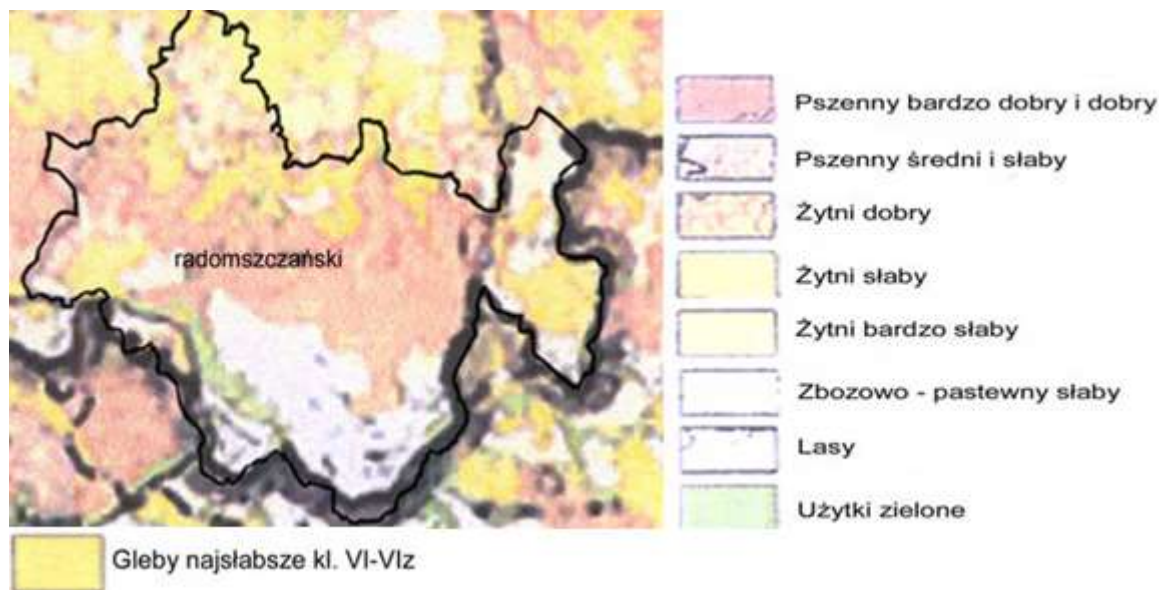 radomszczański
Pszenny bardzo dobry i dobry
Pszenny średni i słaby
Żytni dobry
Żytni słaby
Żytni bardzo słaby
Zbozowo - pastewny słaby
Lasy
Użytki zielone
Gleby najsłabsze kl. VI-VIz